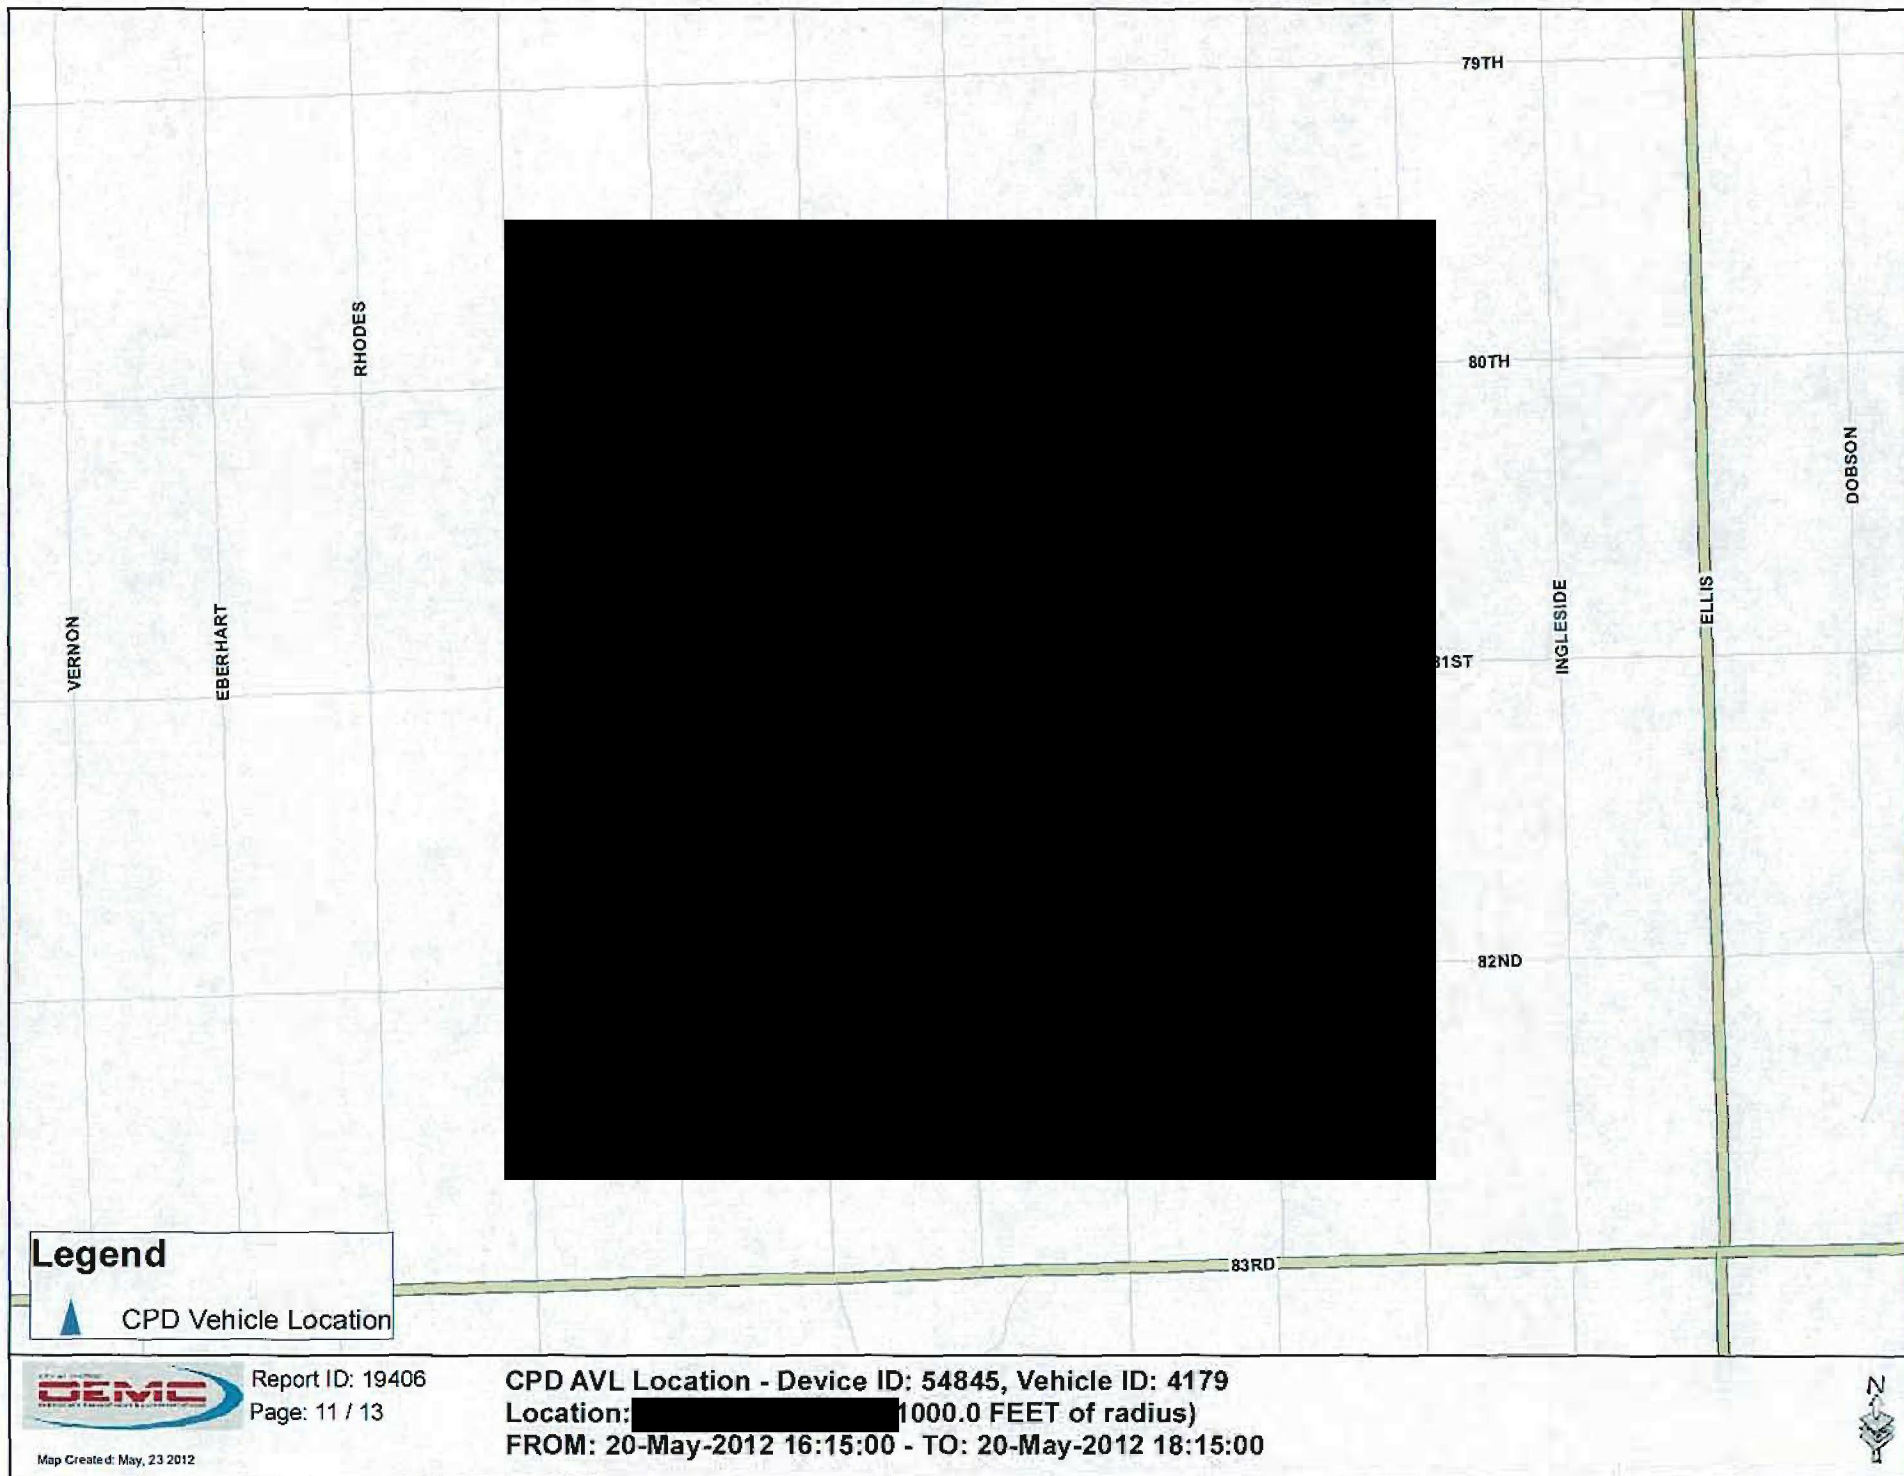 79TH
RHODES
80TH
DOBSON
VERNON
EBERHART
INGLESIDE
ELLIS
81ST
82ND
83RD
Legend
CPD Vehicle Location
OEMC
Report ID: 19406
Page: 11 / 13
Map Created: May, 23 2012
CPD AVL Location - Device ID: 54845, Vehicle ID: 4179
Location: 1000.0 FEET of radius)
FROM: 20-May-2012 16:15:00 - TO: 20-May-2012 18:15:00
N